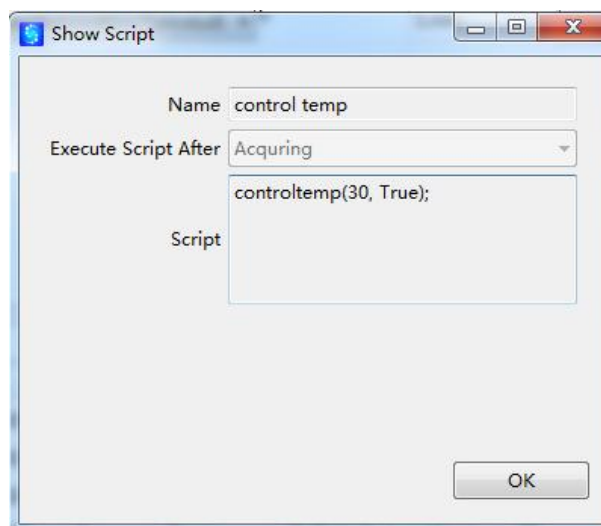 Show Script
Name control temp
Execute Script After Acquring
Script controltemp(30, True);
OK